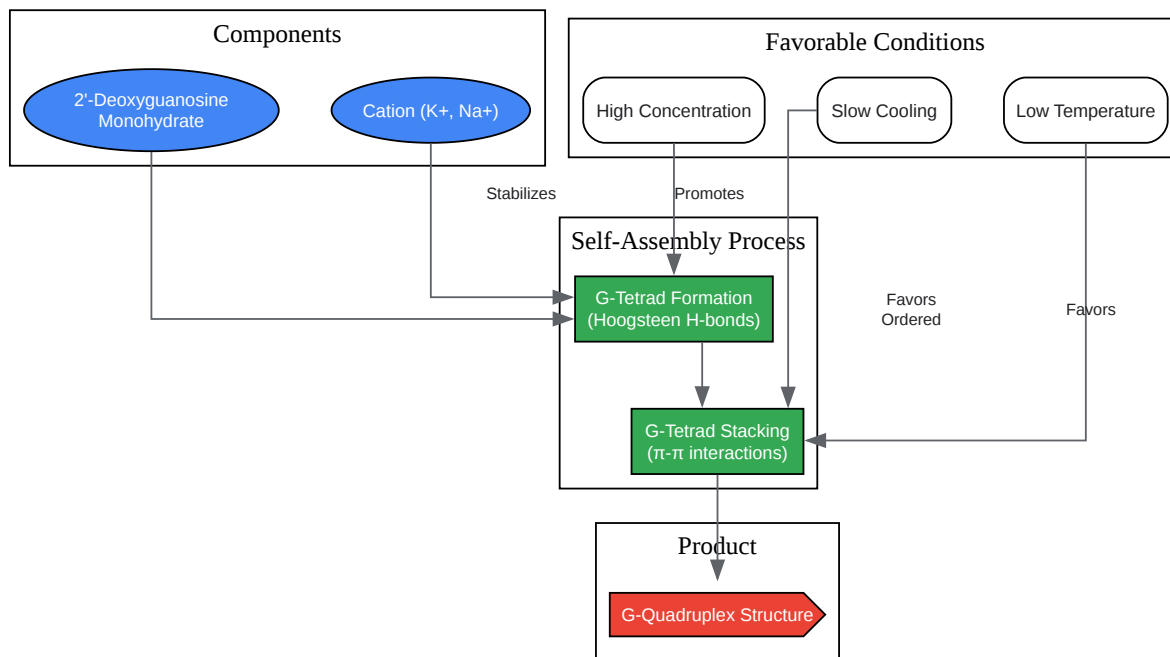 Components
Favorable Conditions
2'-Deoxyguanosine
Monohydrate
Cation (K+, Na+)
High Concentration
Slow Cooling
Low Temperature
Stabilizes
Promotes
Self-Assembly Process
G-Tetrad Formation
(Hoogsteen H-bonds)
Favors
Ordered
Favors
G-Tetrad Stacking
(π-π interactions)
Product
G-Quadruplex Structure